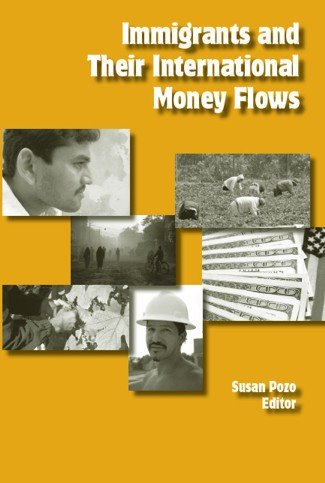 Immigrants and
Their International
Money Flows
Susan Pozo
Editor